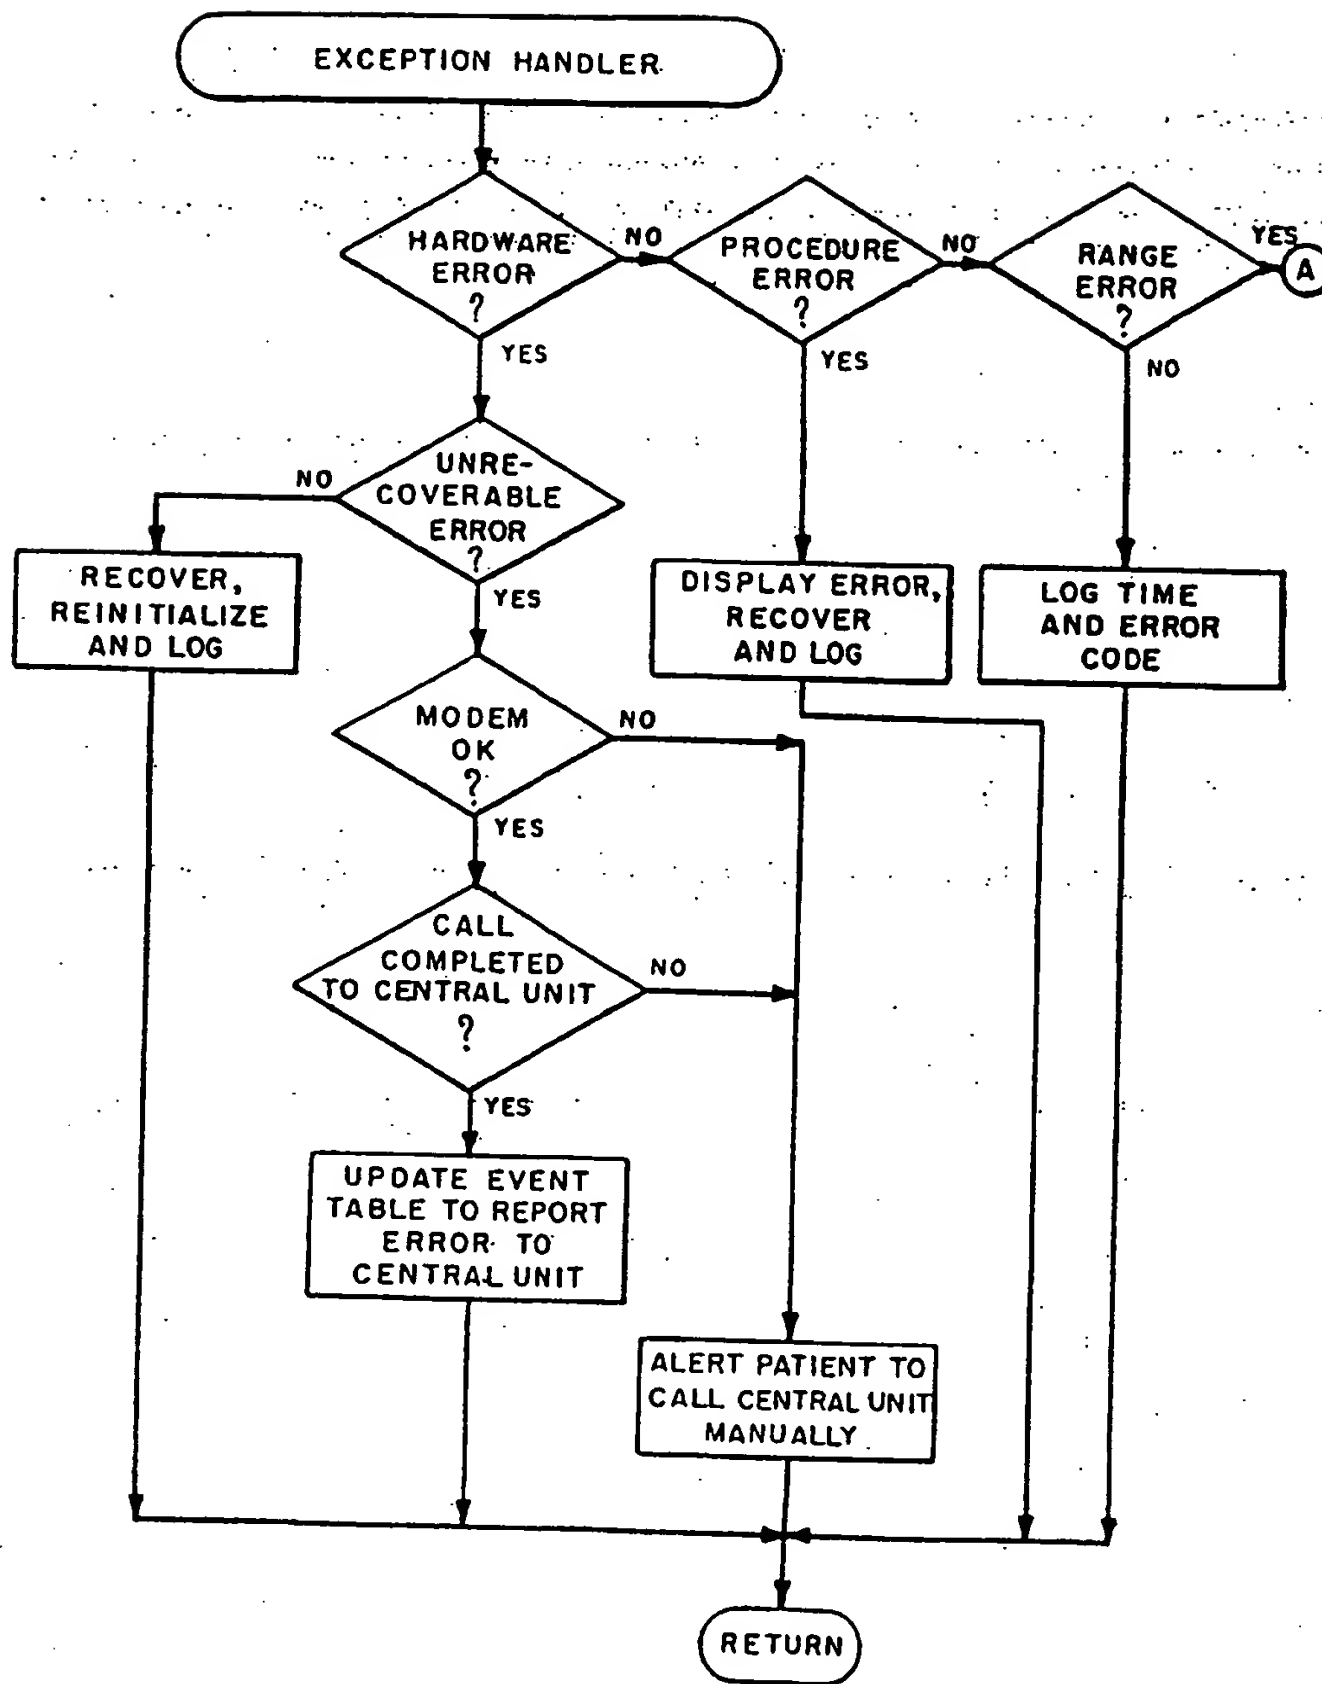 EXCEPTION HANDLER
HARDWARE
ERROR
?
NO
YES
PROCEDURE
ERROR
?
NO
YES
RANGE
ERROR
?
YES
A
NO
UNRE-
COVERABLE
ERROR
?
NO
YES
RECOVER,
REINITIALIZE
AND LOG
DISPLAY ERROR,
RECOVER
AND LOG
LOG TIME
AND ERROR
CODE
MODEM
OK
?
NO
YES
CALL
COMPLETED
TO CENTRAL UNIT
?
NO
YES
UPDATE EVENT
TABLE TO REPORT
ERROR TO
CENTRAL UNIT
ALERT PATIENT TO
CALL CENTRAL UNIT
MANUALLY
RETURN